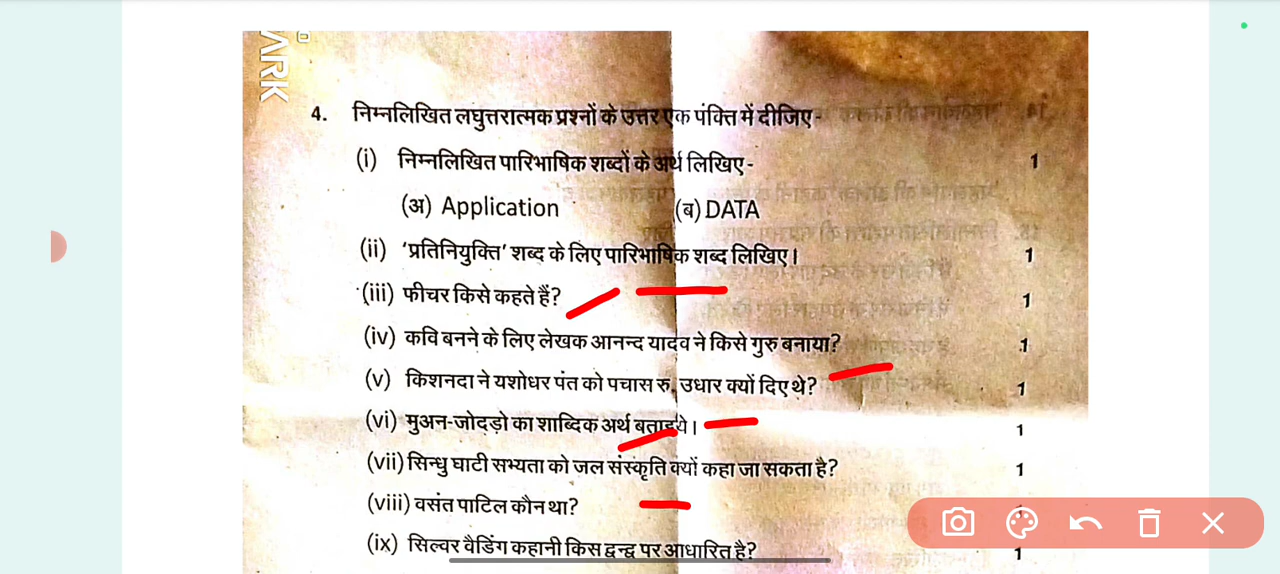 ARK
4. निम्नलिखित लघुत्तरात्मक प्रश्नों के उत्तर एक पंक्ति में दीजिए-
(i) निम्नलिखित पारिभाषिक शब्दों के अर्थ लिखिए- 1
(अ) Application (ब) DATA
(ii) ‘प्रतिनियुक्ति’ शब्द के लिए पारिभाषिक शब्द लिखिए। 1
(iii) फीचर किसे कहते हैं? 1
(iv) कवि बनने के लिए लेखक आनन्द यादव ने किसे गुरु बनाया? 1
(v) किशनदा ने यशोधर पंत को पचास रु. उधार क्यों दिए थे? 1
(vi) मुअन-जोदड़ो का शाब्दिक अर्थ बताइये। 1
(vii) सिन्धु घाटी सभ्यता को जल संस्कृति क्यों कहा जा सकता है? 1
(viii) वसंत पाटिल कौन था?
(ix) सिल्वर वैडिंग कहानी किस द्वन्द्व पर आधारित है? 1